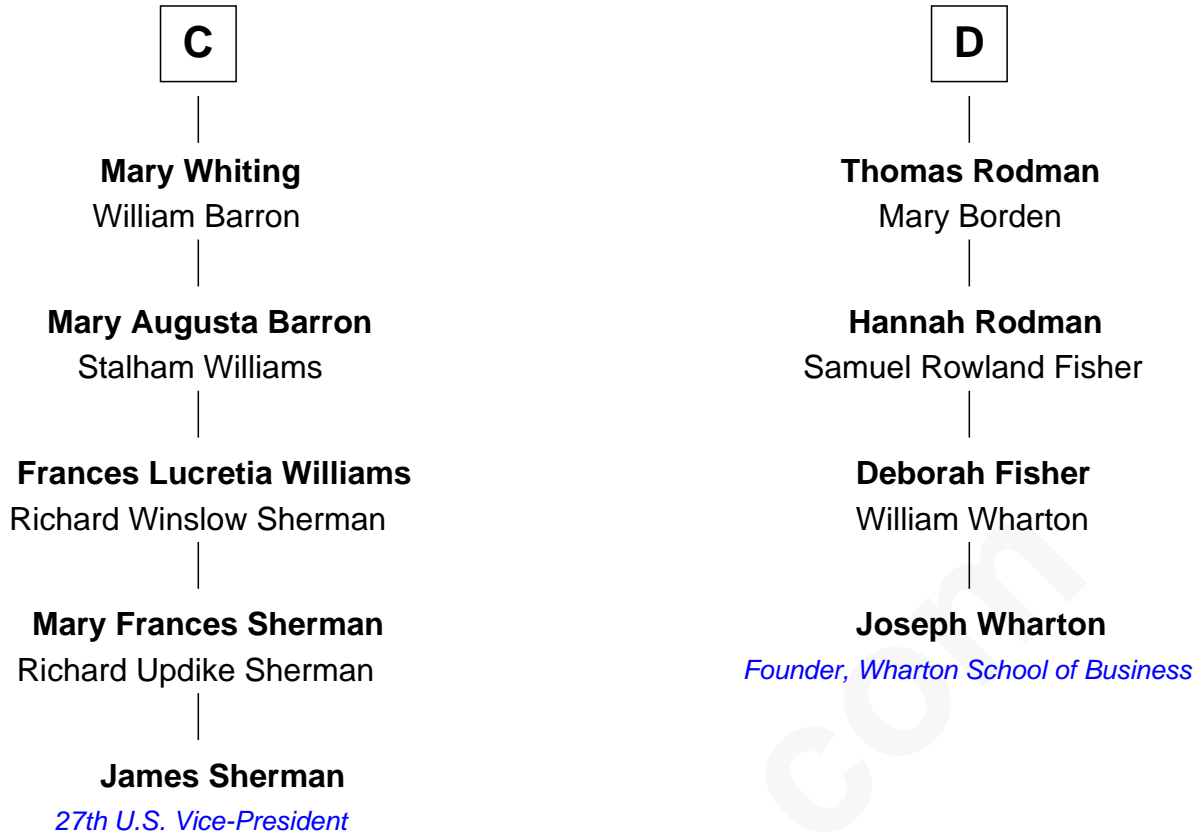 C
Mary Whiting
William Barron
Mary Augusta Barron
Stalham Williams
Frances Lucretia Williams
Richard Winslow Sherman
Mary Frances Sherman
Richard Updike Sherman
James Sherman
27th U.S. Vice-President
D
Thomas Rodman
Mary Borden
Hannah Rodman
Samuel Rowland Fisher
Deborah Fisher
William Wharton
Joseph Wharton
Founder, Wharton School of Business
com